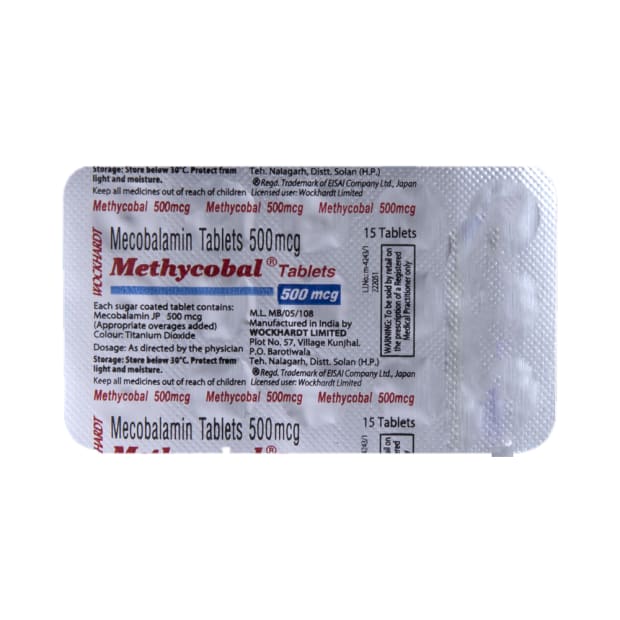 Storage: Store below 30°C. Protect from
light and moisture.
Keep all medicines out of reach of children
Teh. Nalagarh, Distt. Solan (H.P.)
®Regd. Trademark of EISAI Company Ltd., Japan
Licensed user: Wockhardt Limited
Methycobal 500mcg Methycobal 500mcg Methycobal 500mcg
WOCKHARDT
Mecobalamin Tablets 500mcg
15 Tablets
Methycobal® Tablets
500 mcg
Each sugar coated tablet contains:
Mecobalamin JP 500 mcg
(Appropriate overages added)
Colour: Titanium Dioxide
Dosage: As directed by the physician
Storage: Store below 30°C. Protect from
light and moisture.
Keep all medicines out of reach of children
M.L. MB/05/108
Manufactured in India by
WOCKHARDT LIMITED
Plot No. 57, Village Kunjhal.
P.O. Barotiwala
Teh. Nalagarh, Distt. Solan (H.P.)
®Regd. Trademark of EISAI Company Ltd., Japan
Licensed user: Wockhardt Limited
222051
WARNING: To be sold by retail on
the prescription of a Registered
Medical Practitioner only
Methycobal 500mcg Methycobal 500mcg Methycobal 500mcg
Mecobalamin Tablets 500mcg
15 Tablets